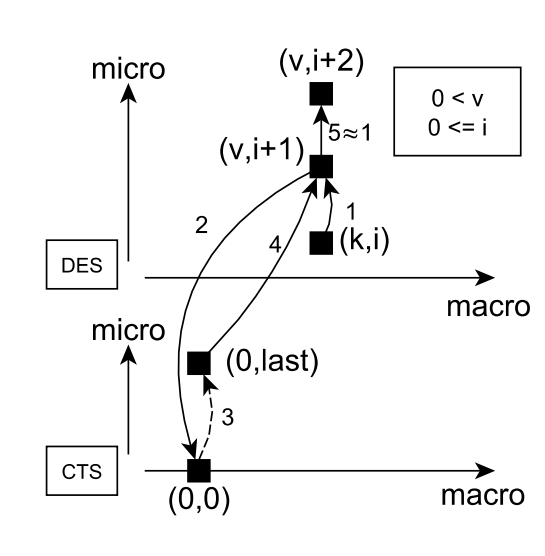 (v,i+2)
micro
0 < v
0 <= i
5≈1
(v,i+1)
2
1
4
(k,i)
DES
macro
micro
(0,last)
3
CTS
(0,0)
macro